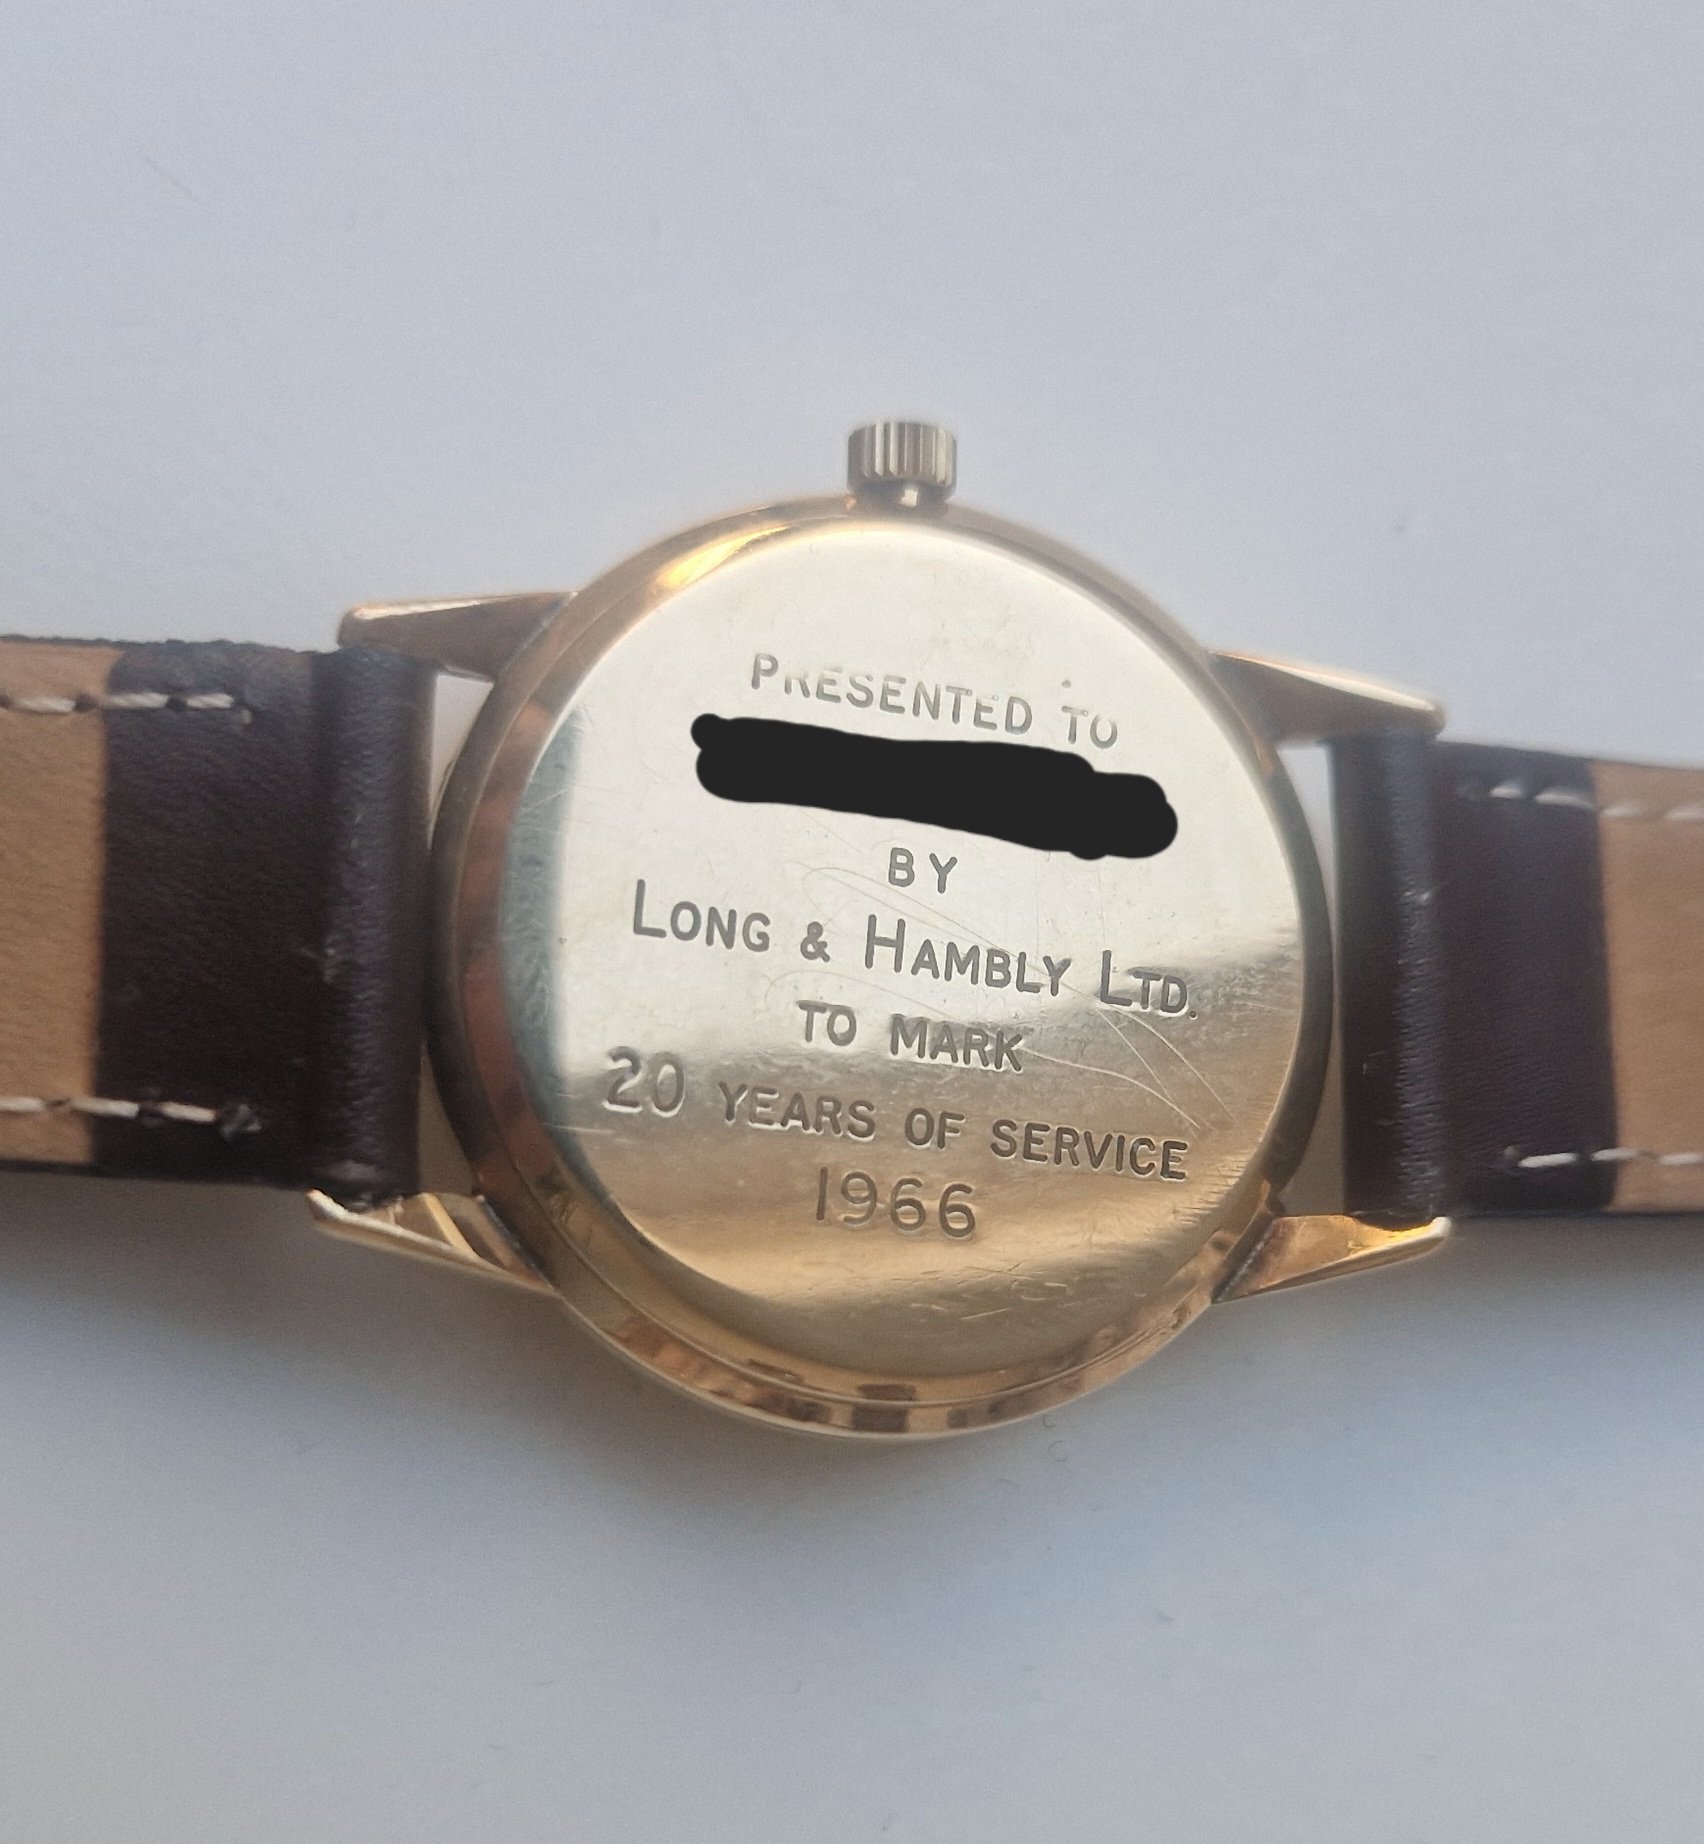 PRESENTED TO
BY
LONG & HAMBLY LTD.
TO MARK
20 YEARS OF SERVICE
1966